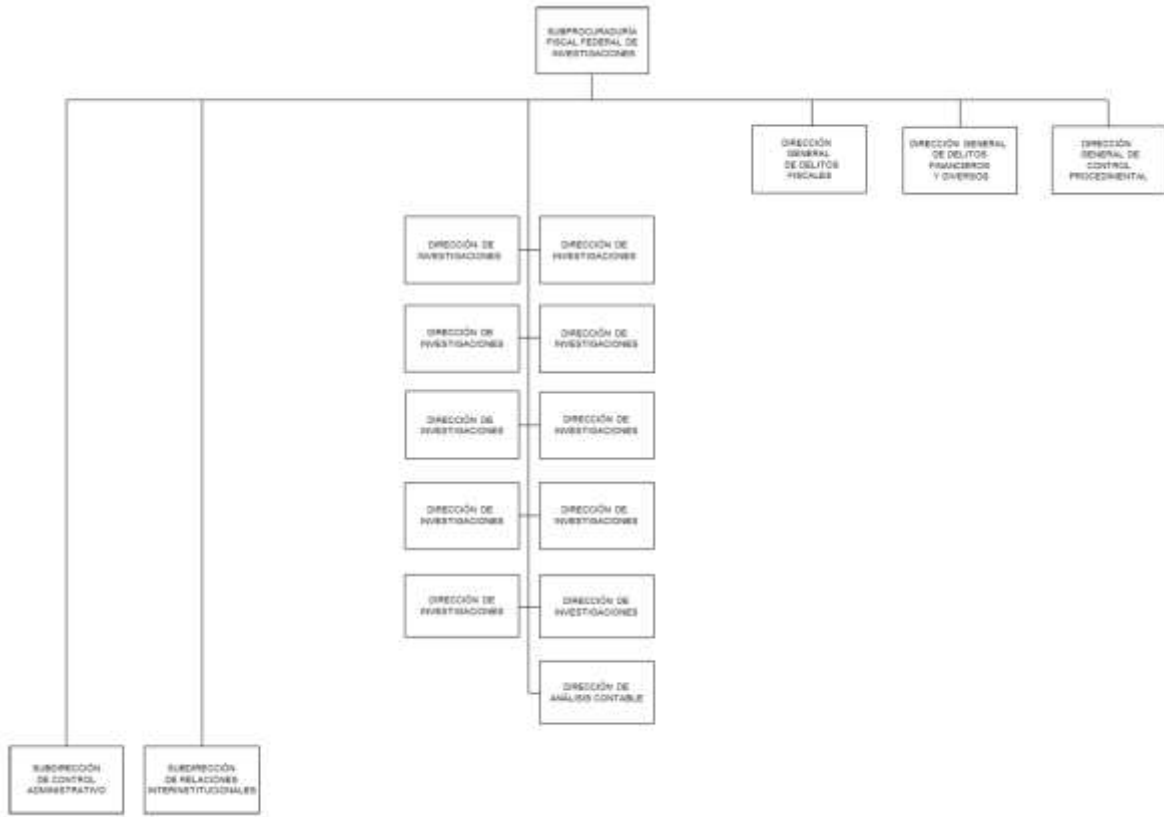 SUBPROCURADURÍA
FISCAL FEDERAL DE
INVESTIGACIONES
DIRECCIÓN
GENERAL
DE DELITOS
FISCALES
DIRECCIÓN GENERAL
DE DELITOS
FINANCIEROS
Y DIVERSOS
DIRECCIÓN
GENERAL DE
CONTROL
PROCEDIMENTAL
DIRECCIÓN DE
INVESTIGACIONES
DIRECCIÓN DE
INVESTIGACIONES
DIRECCIÓN DE
INVESTIGACIONES
DIRECCIÓN DE
INVESTIGACIONES
DIRECCIÓN DE
INVESTIGACIONES
DIRECCIÓN DE
INVESTIGACIONES
DIRECCIÓN DE
INVESTIGACIONES
DIRECCIÓN DE
INVESTIGACIONES
DIRECCIÓN DE
INVESTIGACIONES
DIRECCIÓN DE
INVESTIGACIONES
DIRECCIÓN DE
ANÁLISIS CONTABLE
SUBDIRECCIÓN
DE CONTROL
ADMINISTRATIVO
SUBDIRECCIÓN
DE RELACIONES
INTERINSTITUCIONALES